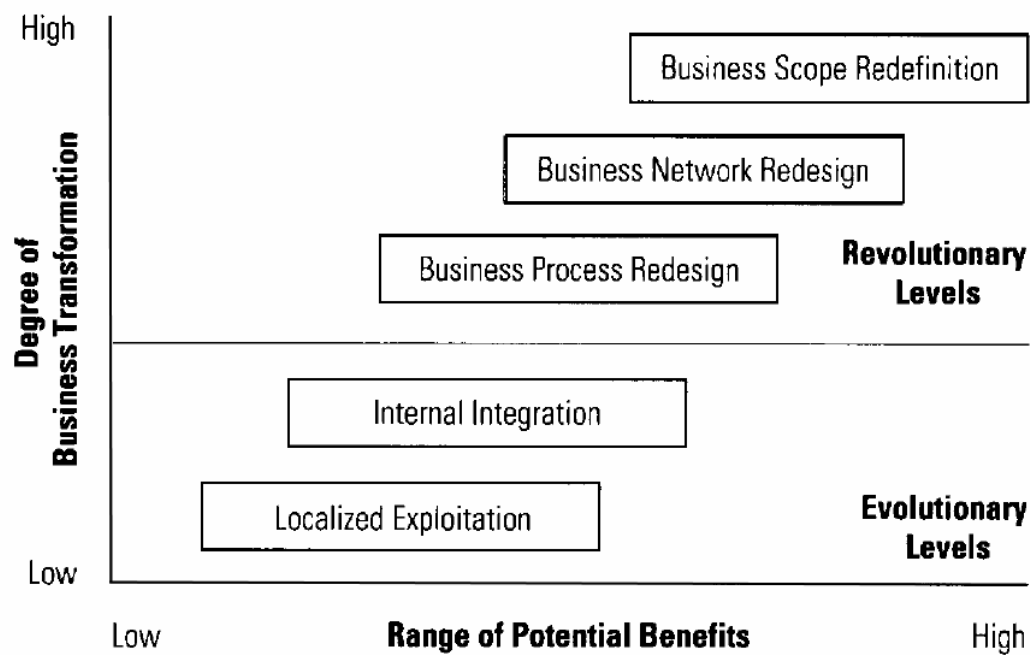 High
Business Scope Redefinition
Business Network Redesign
Degree of
Business Transformation
Business Process Redesign
Revolutionary
Levels
Internal Integration
Localized Exploitation
Evolutionary
Levels
Low
Low
Range of Potential Benefits
High